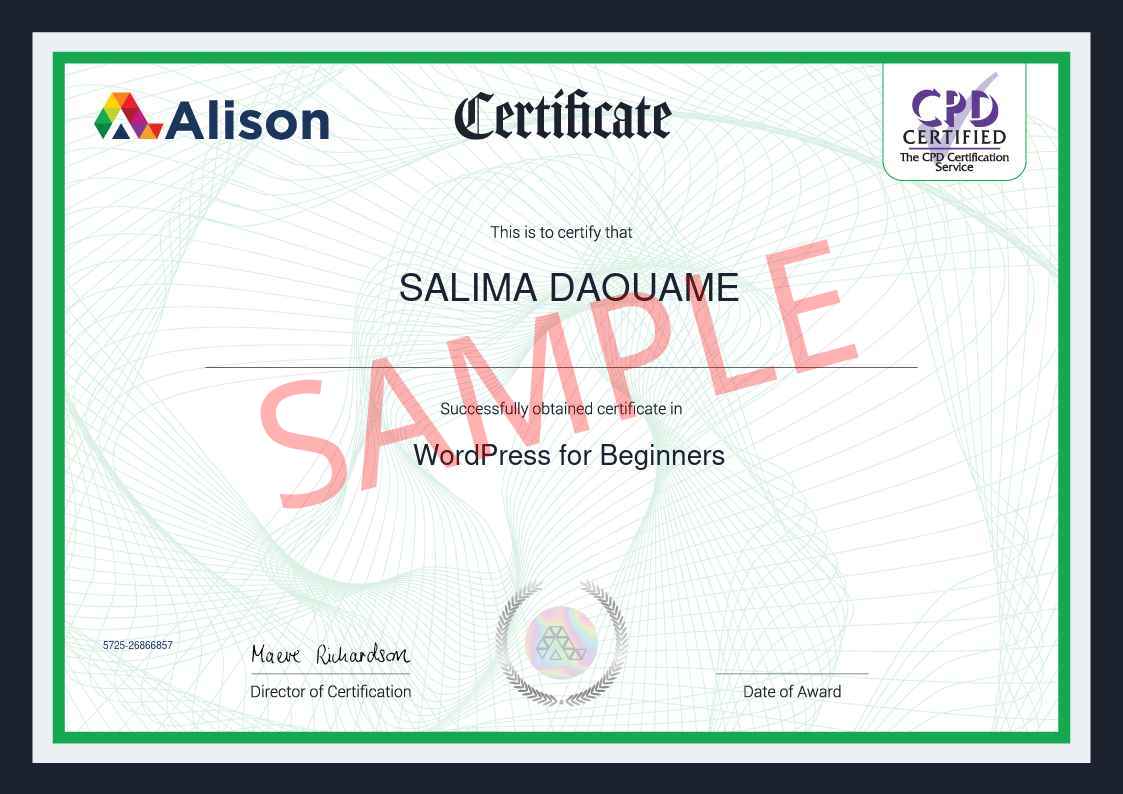 Alison
Certificate
CPD
CERTIFIED
The CPD Certification
Service
This is to certify that
SALIMA DAOUAME
SAMPLE
Successfully obtained certificate in
WordPress for Beginners
5725-26866857
Maeve Richardson
Director of Certification
Date of Award